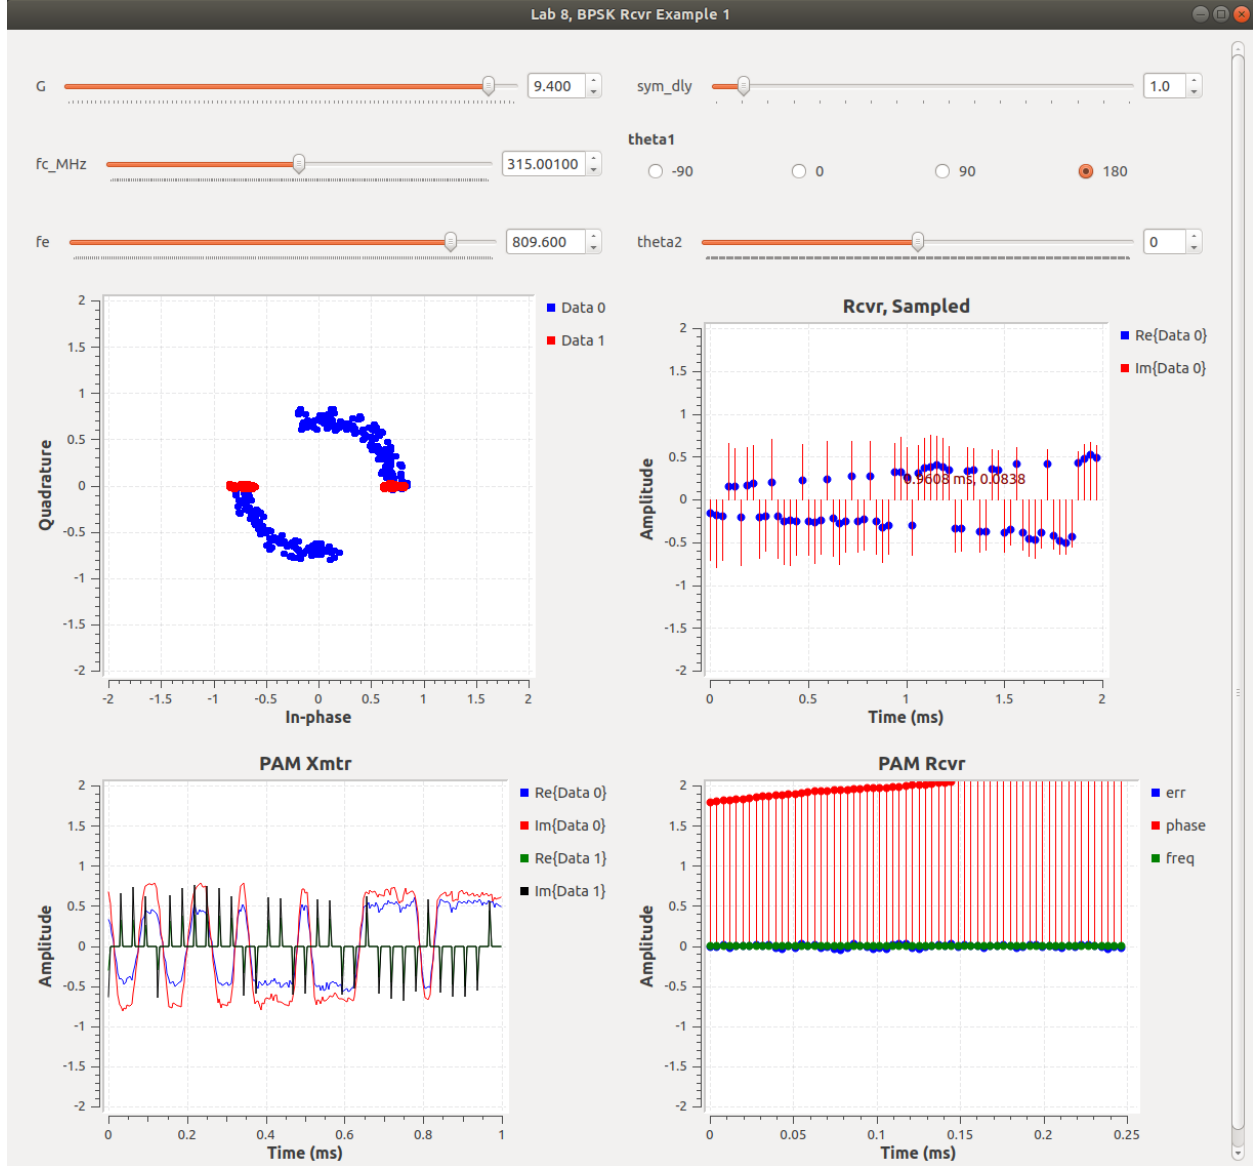 Lab 8, BPSK Rcvr Example 1
G 9.400 sym_dly 1.0
theta1
fc_MHz 315.00100 -90 0 90 180
fe 809.600 theta2 0
2
1.5
1
0.5
0
-0.5
-1
-1.5
-2
Quadrature
-2 -1.5 -1 -0.5 0 0.5 1 1.5 2
In-phase
Data 0
Data 1
Rcvr, Sampled
2
1.5
1
0.5
0
-0.5
-1
-1.5
-2
Amplitude
0.9608 ms, 0.0838
0 0.5 1 1.5 2
Time (ms)
Re{Data 0}
Im{Data 0}
PAM Xmtr
2
1.5
1
0.5
0
-0.5
-1
-1.5
-2
Amplitude
0 0.2 0.4 0.6 0.8 1
Time (ms)
Re{Data 0}
Im{Data 0}
Re{Data 1}
Im{Data 1}
PAM Rcvr
2
1.5
1
0.5
0
-0.5
-1
-1.5
-2
Amplitude
0 0.05 0.1 0.15 0.2 0.25
Time (ms)
err
phase
freq